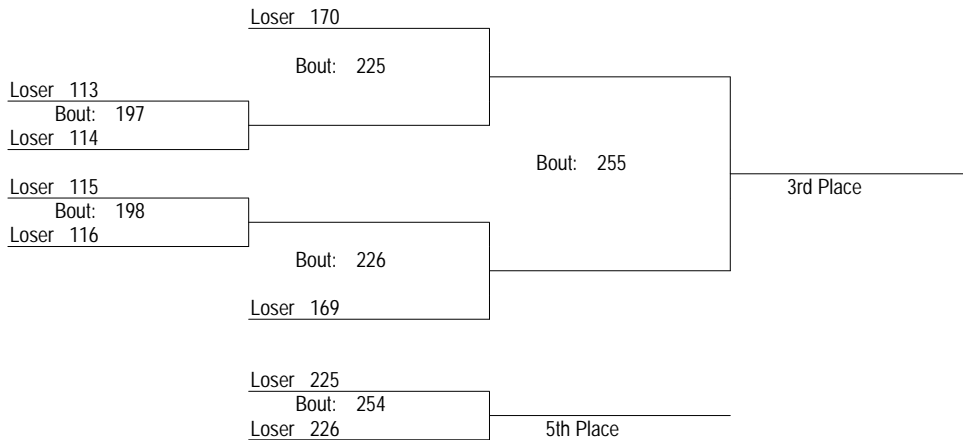 Loser 170
Bout: 225
Loser 113
Bout: 197
Loser 114
Bout: 255
3rd Place
Loser 115
Bout: 198
Loser 116
Bout: 226
Loser 169
Loser 225
Bout: 254
Loser 226
5th Place